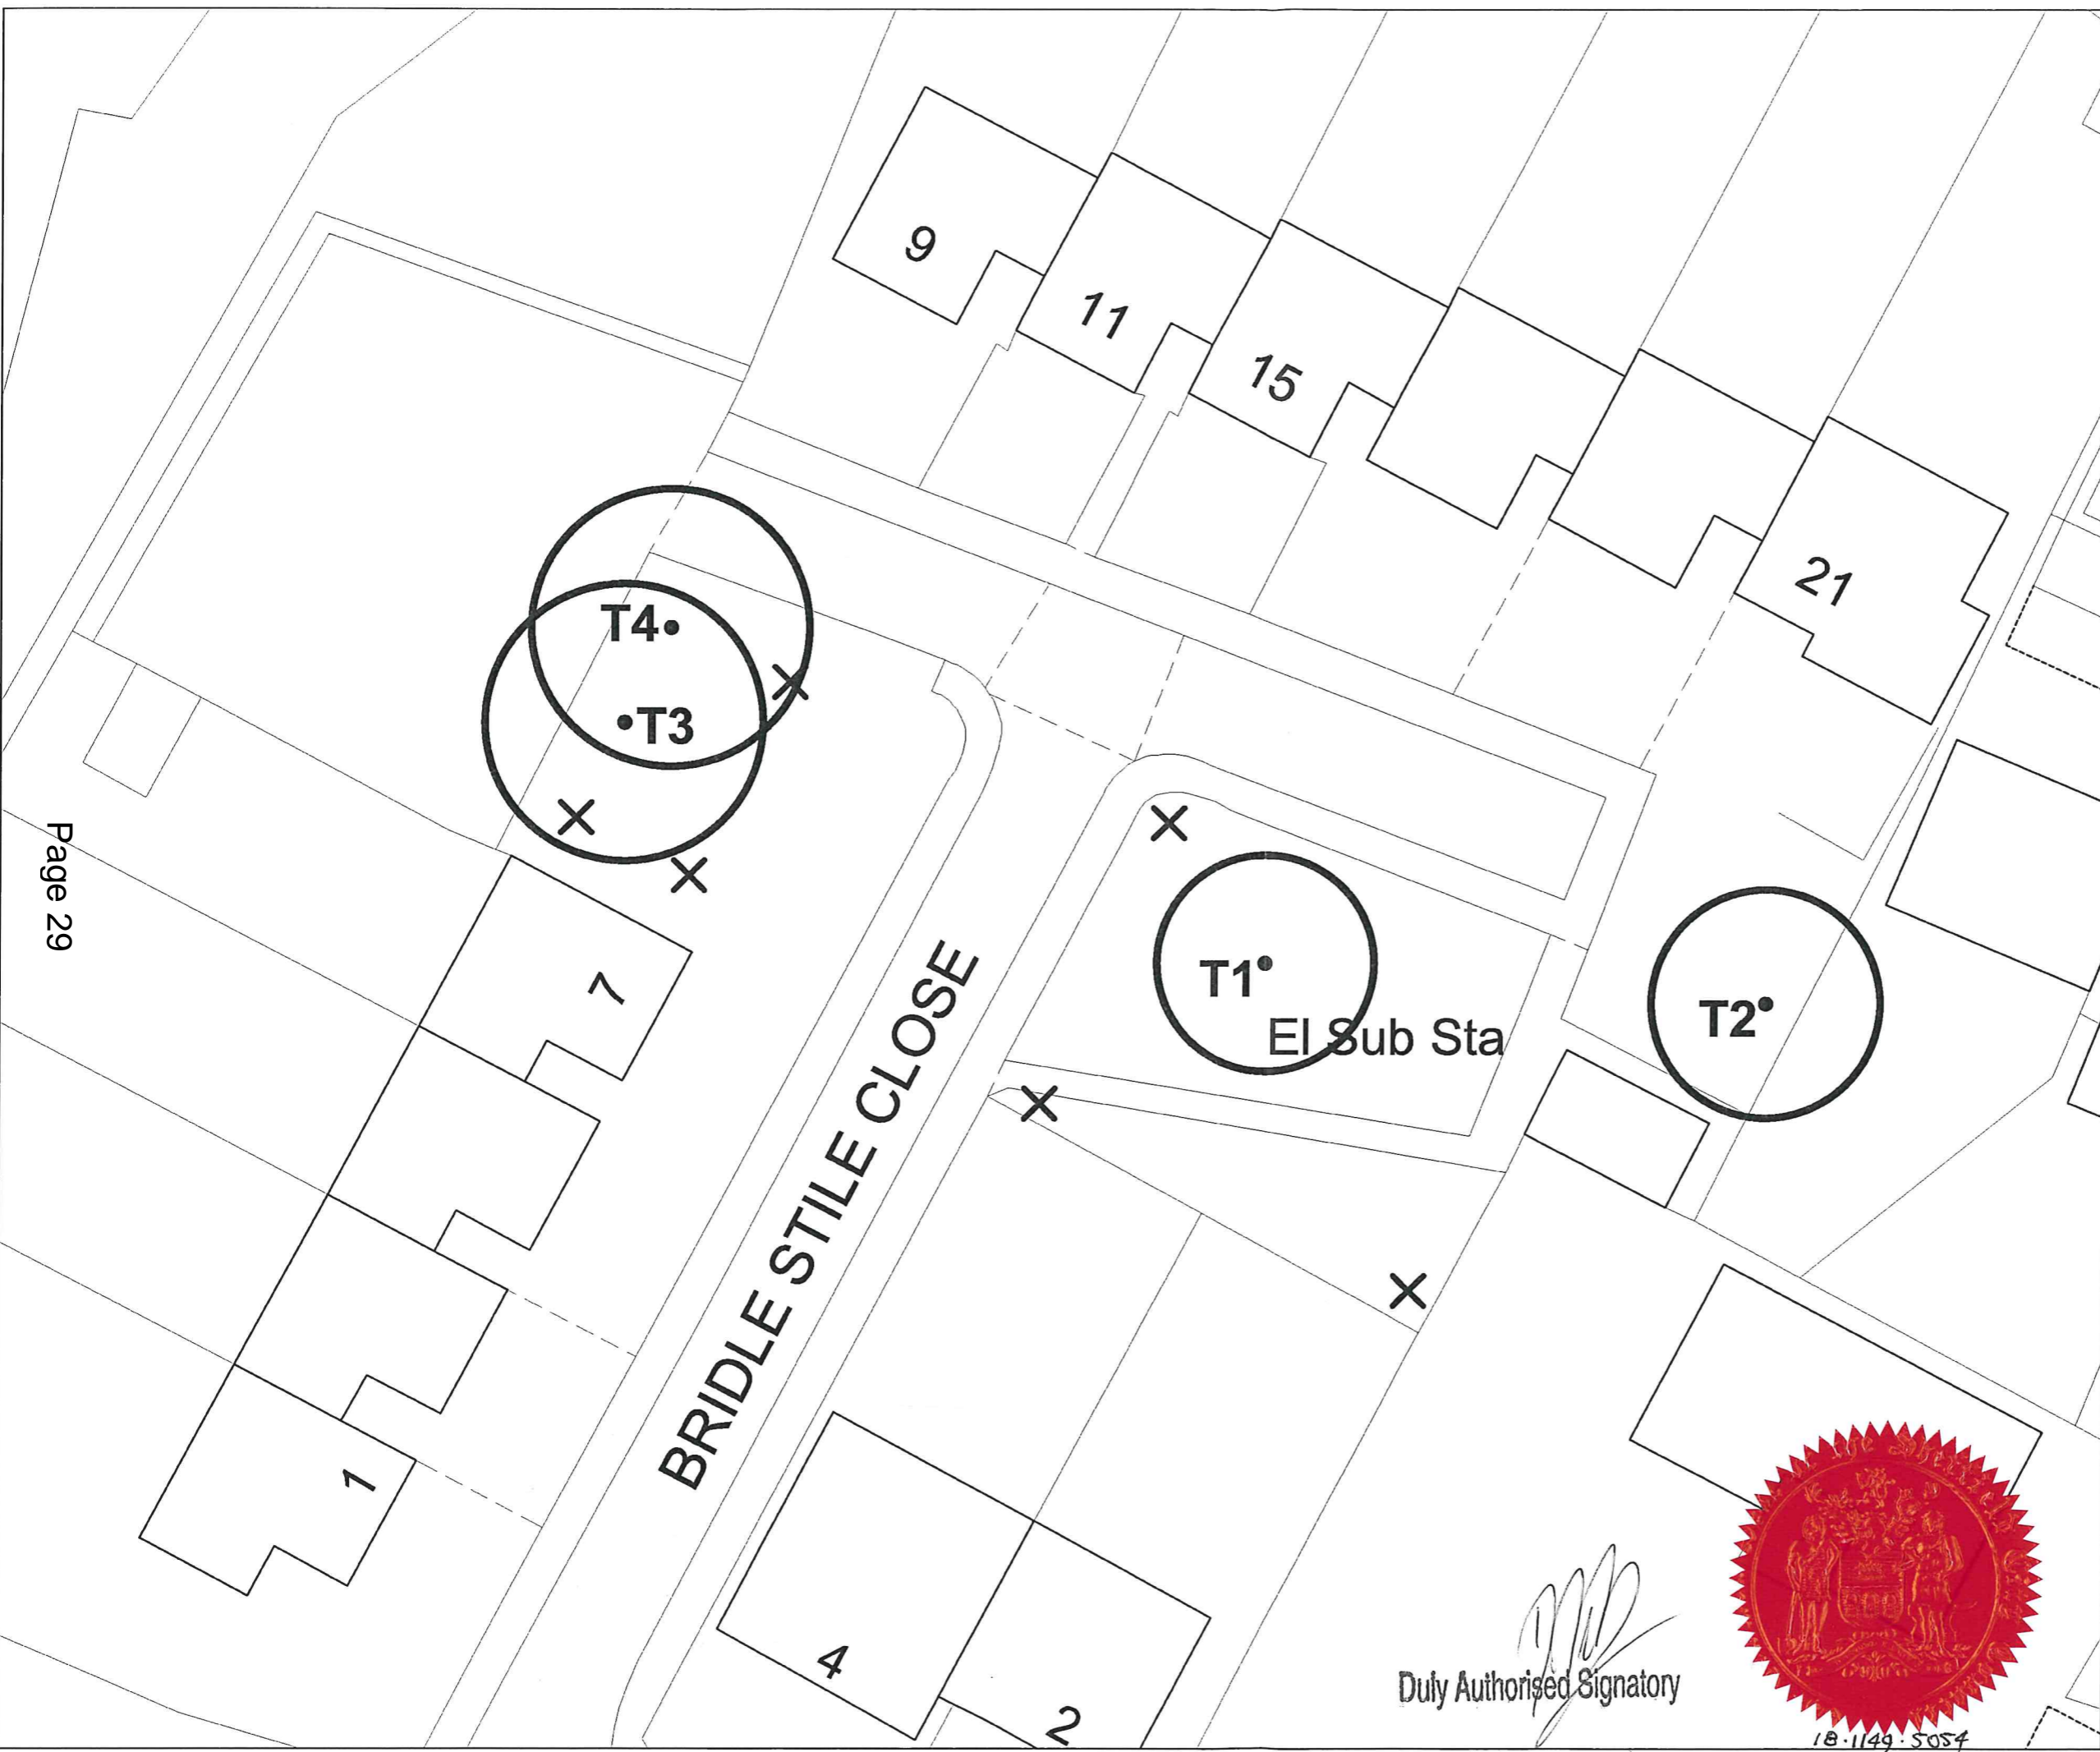 9
11
15
21
T4
T3
T1
El Sub Sta
T2
Page 29
7
BRIDLE STILE CLOSE
1
4
2
Duly Authorised Signatory
18·1149·5054